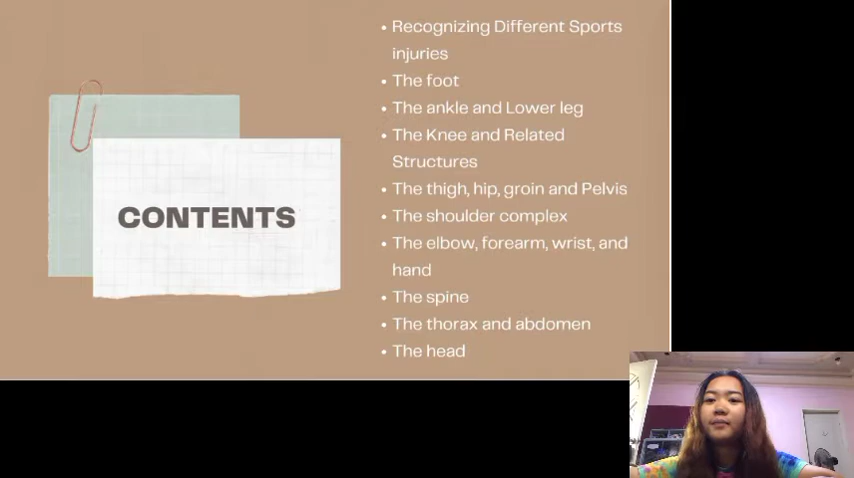 CONTENTS
• Recognizing Different Sports
injuries
• The foot
• The ankle and Lower leg
• The Knee and Related
Structures
• The thigh, hip, groin and Pelvis
• The shoulder complex
• The elbow, forearm, wrist, and
hand
• The spine
• The thorax and abdomen
• The head